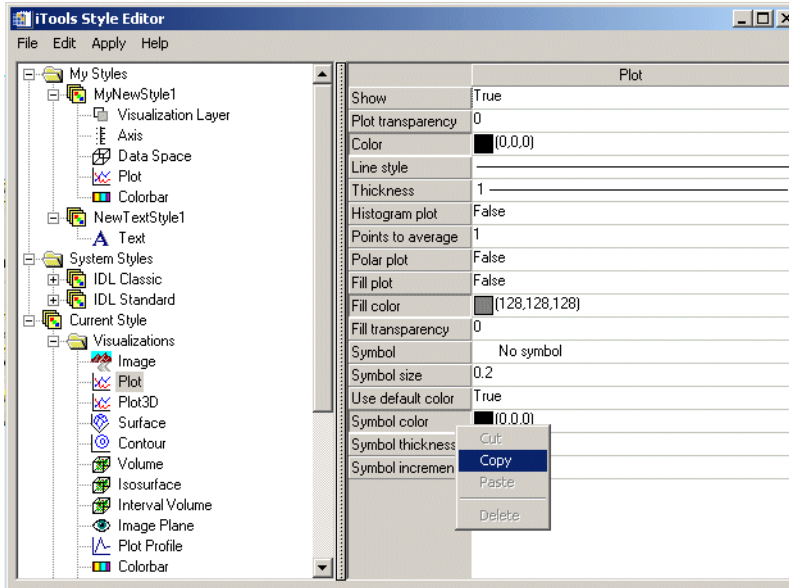 iTools Style Editor
File Edit Apply Help
My Styles
MyNewStyle1
Visualization Layer
Axis
Data Space
Plot
Colorbar
NewTextStyle1
A Text
System Styles
IDL Classic
IDL Standard
Current Style
Visualizations
Image
Plot
Plot3D
Surface
Contour
Volume
Isosurface
Interval Volume
Image Plane
Plot Profile
Colorbar
Plot
Show True
Plot transparency 0
Color (0,0,0)
Line style
Thickness 1
Histogram plot False
Points to average 1
Polar plot False
Fill plot False
Fill color (128,128,128)
Fill transparency 0
Symbol No symbol
Symbol size 0.2
Use default color True
Symbol color (0,0,0)
Symbol thickness
Symbol incremen
Cut
Copy
Paste
Delete